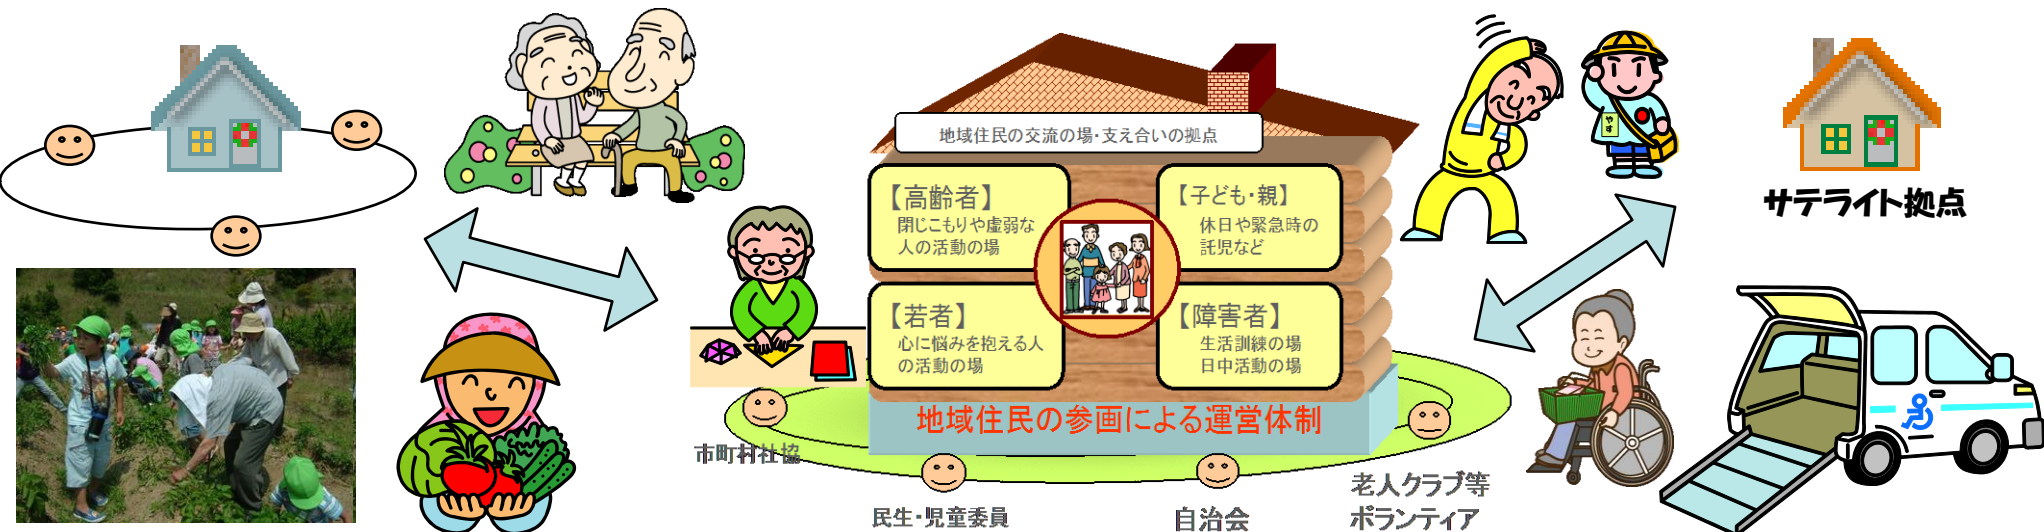 地域住民の交流の場・支え合いの拠点
【高齢者】
閉じこもりや虚弱な
人の活動の場
【子ども・親】
休日や緊急時の
託児など
【若者】
心に悩みを抱える人
の活動の場
【障害者】
生活訓練の場
日中活動の場
地域住民の参画による運営体制
サテライト拠点
市町村社協
民生・児童委員
自治会
老人クラブ等
ボランティア